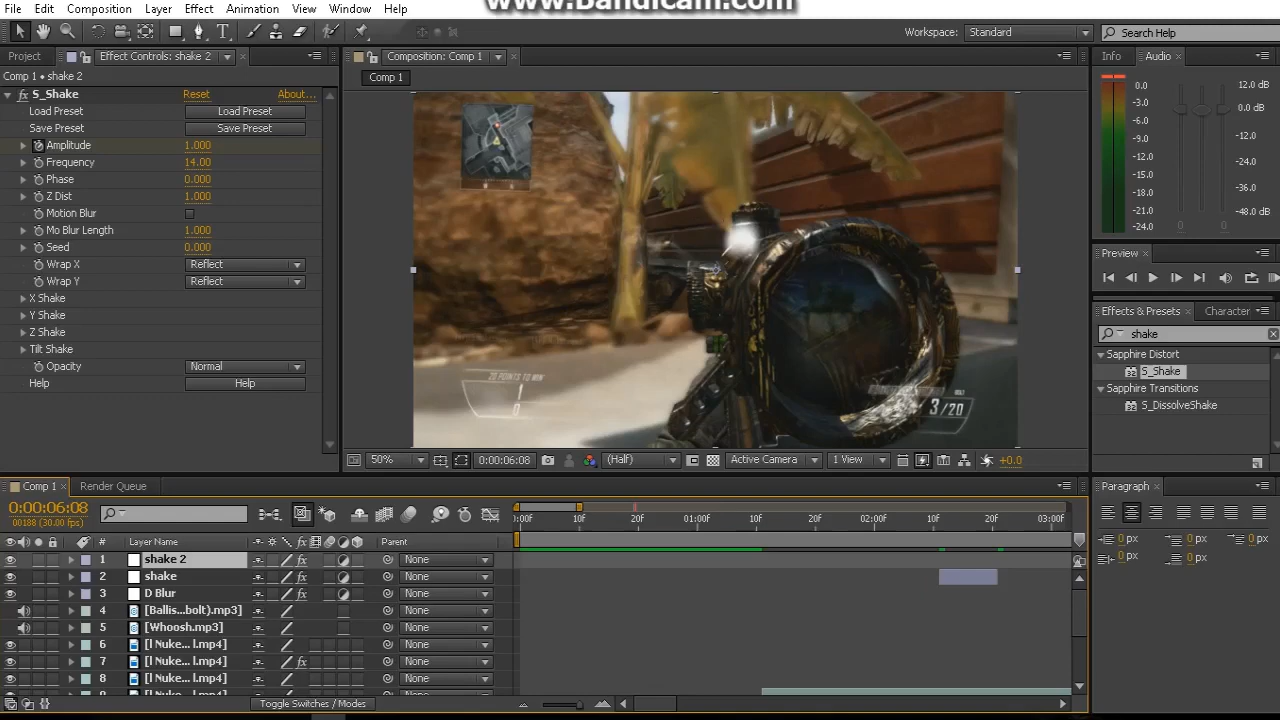 www.Bandicam.com
File Edit Composition Layer Effect Animation View Window Help
Workspace: Standard Search Help
Project Effect Controls: shake 2 Composition: Comp 1 Info Audio
Comp 1 • shake 2
Comp 1
S_Shake Reset About...
Load Preset Load Preset
Save Preset Save Preset
Amplitude 1.000
Frequency 14.00
Phase 0.000
Z Dist 1.000
Motion Blur
Mo Blur Length 1.000
Seed 0.000
Wrap X Reflect
Wrap Y Reflect
X Shake
Y Shake
Z Shake
Tilt Shake
Opacity Normal
Help Help
20 POINTS TO WIN
0
3/20
0.0
-3.0
-6.0
-9.0
-12.0
-15.0
-18.0
-21.0
-24.0
12.0 dB
0.0 dB
-12.0
-24.0
-36.0
-48.0 dB
0 0
Preview
Effects & Presets Character
shake
Sapphire Distort
S_Shake
Sapphire Transitions
S_DissolveShake
50% 0:00:06:08 (Half) Active Camera 1 View +0.0
Comp 1 Render Queue
Paragraph
0:00:06:08
00188 (30.00 fps)
:00f 10f 20f 01:00f 10f 20f 02:00f 10f 20f 03:00f
# Layer Name Parent
1 shake 2 None
2 shake None
3 D Blur None
4 [Ballis...bolt).mp3] None
5 [Whoosh.mp3] None
6 [I Nuke... l.mp4] None
7 [I Nuke... l.mp4] None
8 [I Nuke... l.mp4] None
Toggle Switches / Modes
0 px 0 px 0 px
0 px 0 px